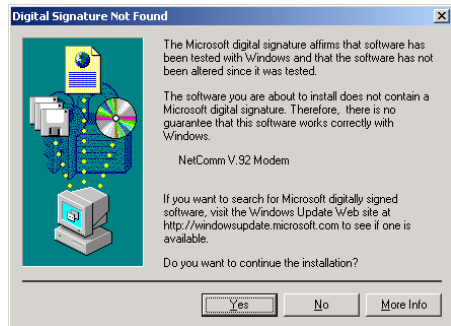 Digital Signature Not Found
The Microsoft digital signature affirms that software has
been tested with Windows and that the software has not
been altered since it was tested.
The software you are about to install does not contain a
Microsoft digital signature. Therefore, there is no
guarantee that this software works correctly with
Windows.
NetComm V.92 Modem
If you want to search for Microsoft digitally signed
software, visit the Windows Update Web site at
http://windowsupdate.microsoft.com to see if one is
available.
Do you want to continue the installation?
Yes No More Info